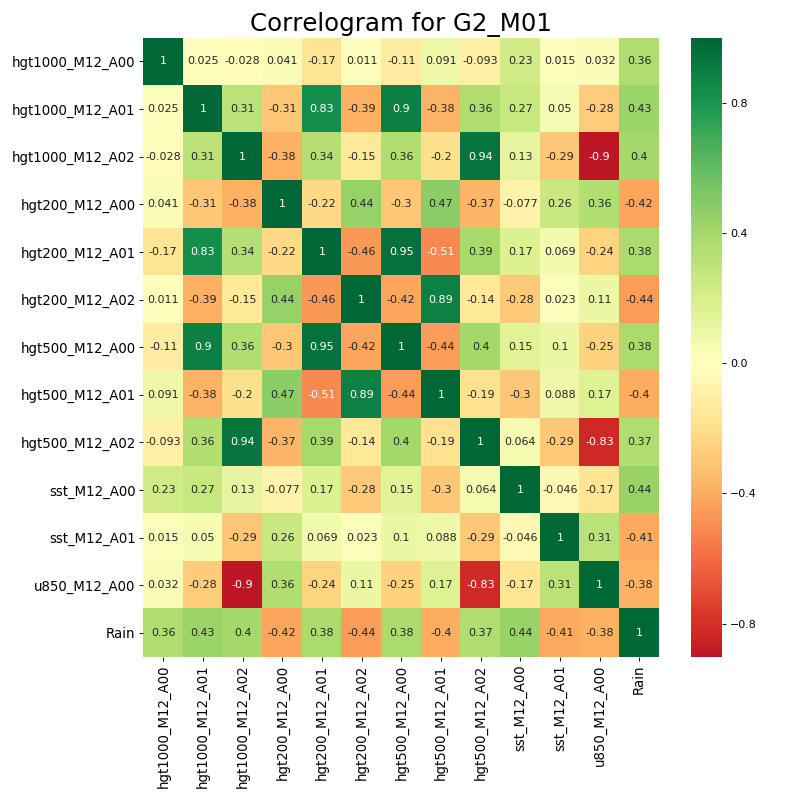 Correlogram for G2_M01
hgt1000_M12_A00 1 0.025 -0.028 0.041 -0.17 0.011 -0.11 0.091 -0.093 0.23 0.015 0.032 0.36
hgt1000_M12_A01 0.025 1 0.31 -0.31 0.83 -0.39 0.9 -0.38 0.36 0.27 0.05 -0.28 0.43
hgt1000_M12_A02 -0.028 0.31 1 -0.38 0.34 -0.15 0.36 -0.2 0.94 0.13 -0.29 -0.9 0.4
hgt200_M12_A00 0.041 -0.31 -0.38 1 -0.22 0.44 -0.3 0.47 -0.37 -0.077 0.26 0.36 -0.42
hgt200_M12_A01 -0.17 0.83 0.34 -0.22 1 -0.46 0.95 -0.51 0.39 0.17 0.069 -0.24 0.38
hgt200_M12_A02 0.011 -0.39 -0.15 0.44 -0.46 1 -0.42 0.89 -0.14 -0.28 0.023 0.11 -0.44
hgt500_M12_A00 -0.11 0.9 0.36 -0.3 0.95 -0.42 1 -0.44 0.4 0.15 0.1 -0.25 0.38
hgt500_M12_A01 0.091 -0.38 -0.2 0.47 -0.51 0.89 -0.44 1 -0.19 -0.3 0.088 0.17 -0.4
hgt500_M12_A02 -0.093 0.36 0.94 -0.37 0.39 -0.14 0.4 -0.19 1 0.064 -0.29 -0.83 0.37
sst_M12_A00 0.23 0.27 0.13 -0.077 0.17 -0.28 0.15 -0.3 0.064 1 -0.046 -0.17 0.44
sst_M12_A01 0.015 0.05 -0.29 0.26 0.069 0.023 0.1 0.088 -0.29 -0.046 1 0.31 -0.41
u850_M12_A00 0.032 -0.28 -0.9 0.36 -0.24 0.11 -0.25 0.17 -0.83 -0.17 0.31 1 -0.38
Rain 0.36 0.43 0.4 -0.42 0.38 -0.44 0.38 -0.4 0.37 0.44 -0.41 -0.38 1
hgt1000_M12_A00
hgt1000_M12_A01
hgt1000_M12_A02
hgt200_M12_A00
hgt200_M12_A01
hgt200_M12_A02
hgt500_M12_A00
hgt500_M12_A01
hgt500_M12_A02
sst_M12_A00
sst_M12_A01
u850_M12_A00
Rain
0.8
0.4
0.0
-0.4
-0.8